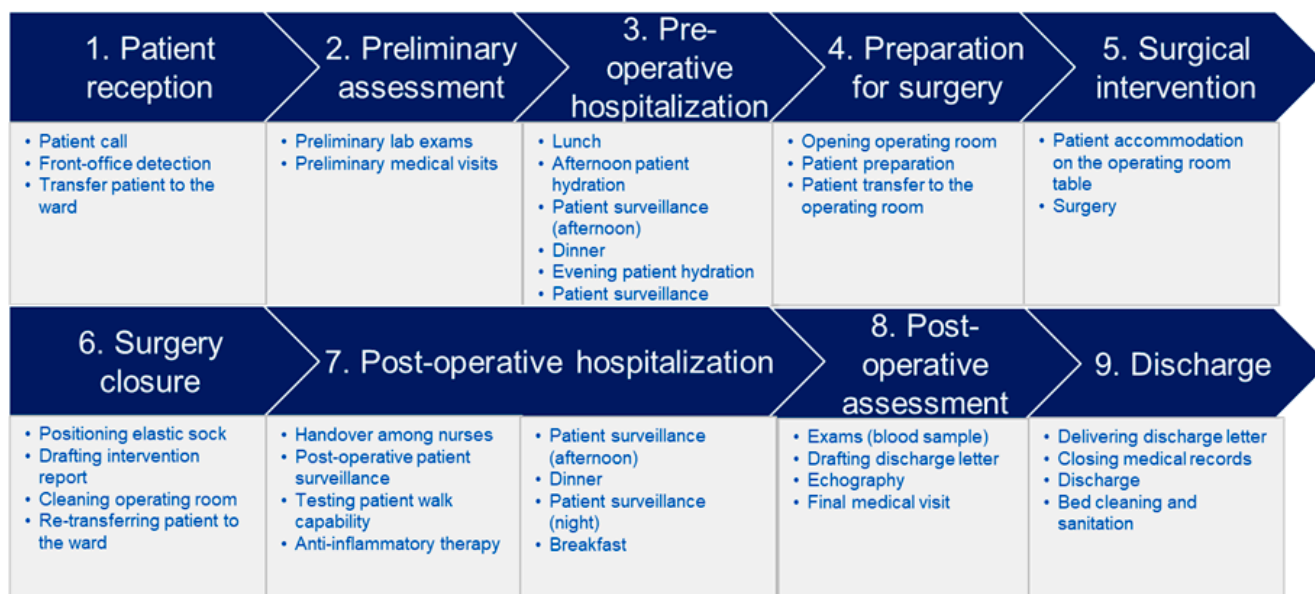 1. Patient
reception
2. Preliminary
assessment
3. Pre-
operative
hospitalization
4. Preparation
for surgery
5. Surgical
intervention
• Patient call
• Front-office detection
• Transfer patient to the
ward
• Preliminary lab exams
• Preliminary medical visits
• Lunch
• Afternoon patient
hydration
• Patient surveillance
(afternoon)
• Dinner
• Evening patient hydration
• Patient surveillance
• Opening operating room
• Patient preparation
• Patient transfer to the
operating room
• Patient accommodation
on the operating room
table
• Surgery
6. Surgery
closure
7. Post-operative hospitalization
8. Post-
operative
assessment
9. Discharge
• Positioning elastic sock
• Drafting intervention
report
• Cleaning operating room
• Re-transferring patient to
the ward
• Handover among nurses
• Post-operative patient
surveillance
• Testing patient walk
capability
• Anti-inflammatory therapy
• Patient surveillance
(afternoon)
• Dinner
• Patient surveillance
(night)
• Breakfast
• Exams (blood sample)
• Drafting discharge letter
• Echography
• Final medical visit
• Delivering discharge letter
• Closing medical records
• Discharge
• Bed cleaning and
sanitation